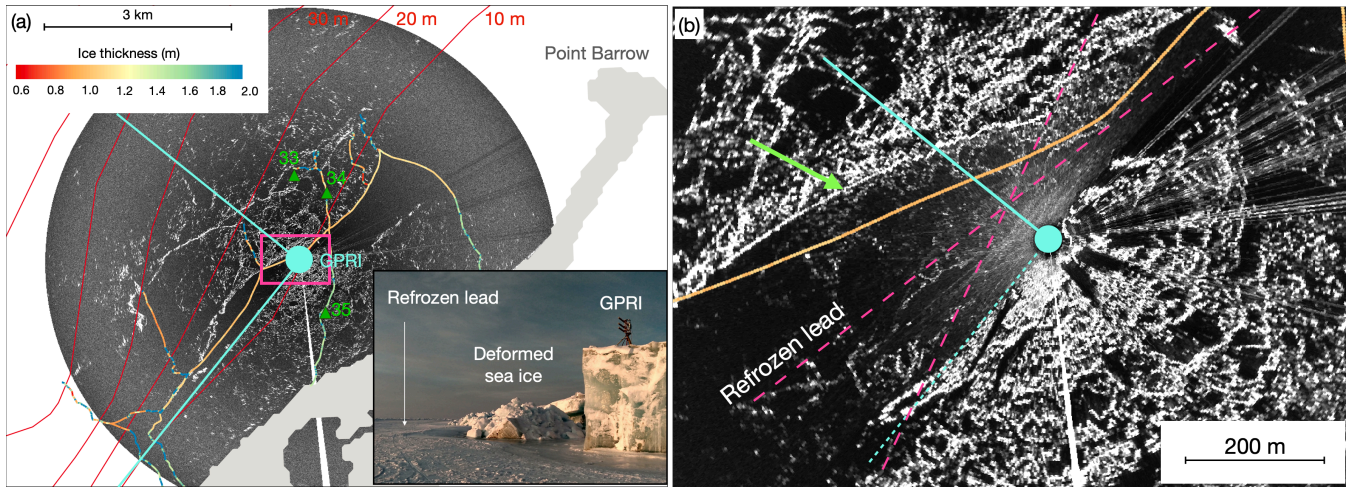 (a)
3 km
30 m
20 m
10 m
Ice thickness (m)
0.6 0.8 1.0 1.2 1.4 1.6 1.8 2.0
Point Barrow
33
34
GPRI
35
Refrozen lead
GPRI
Deformed
sea ice
(b)
Refrozen lead
200 m